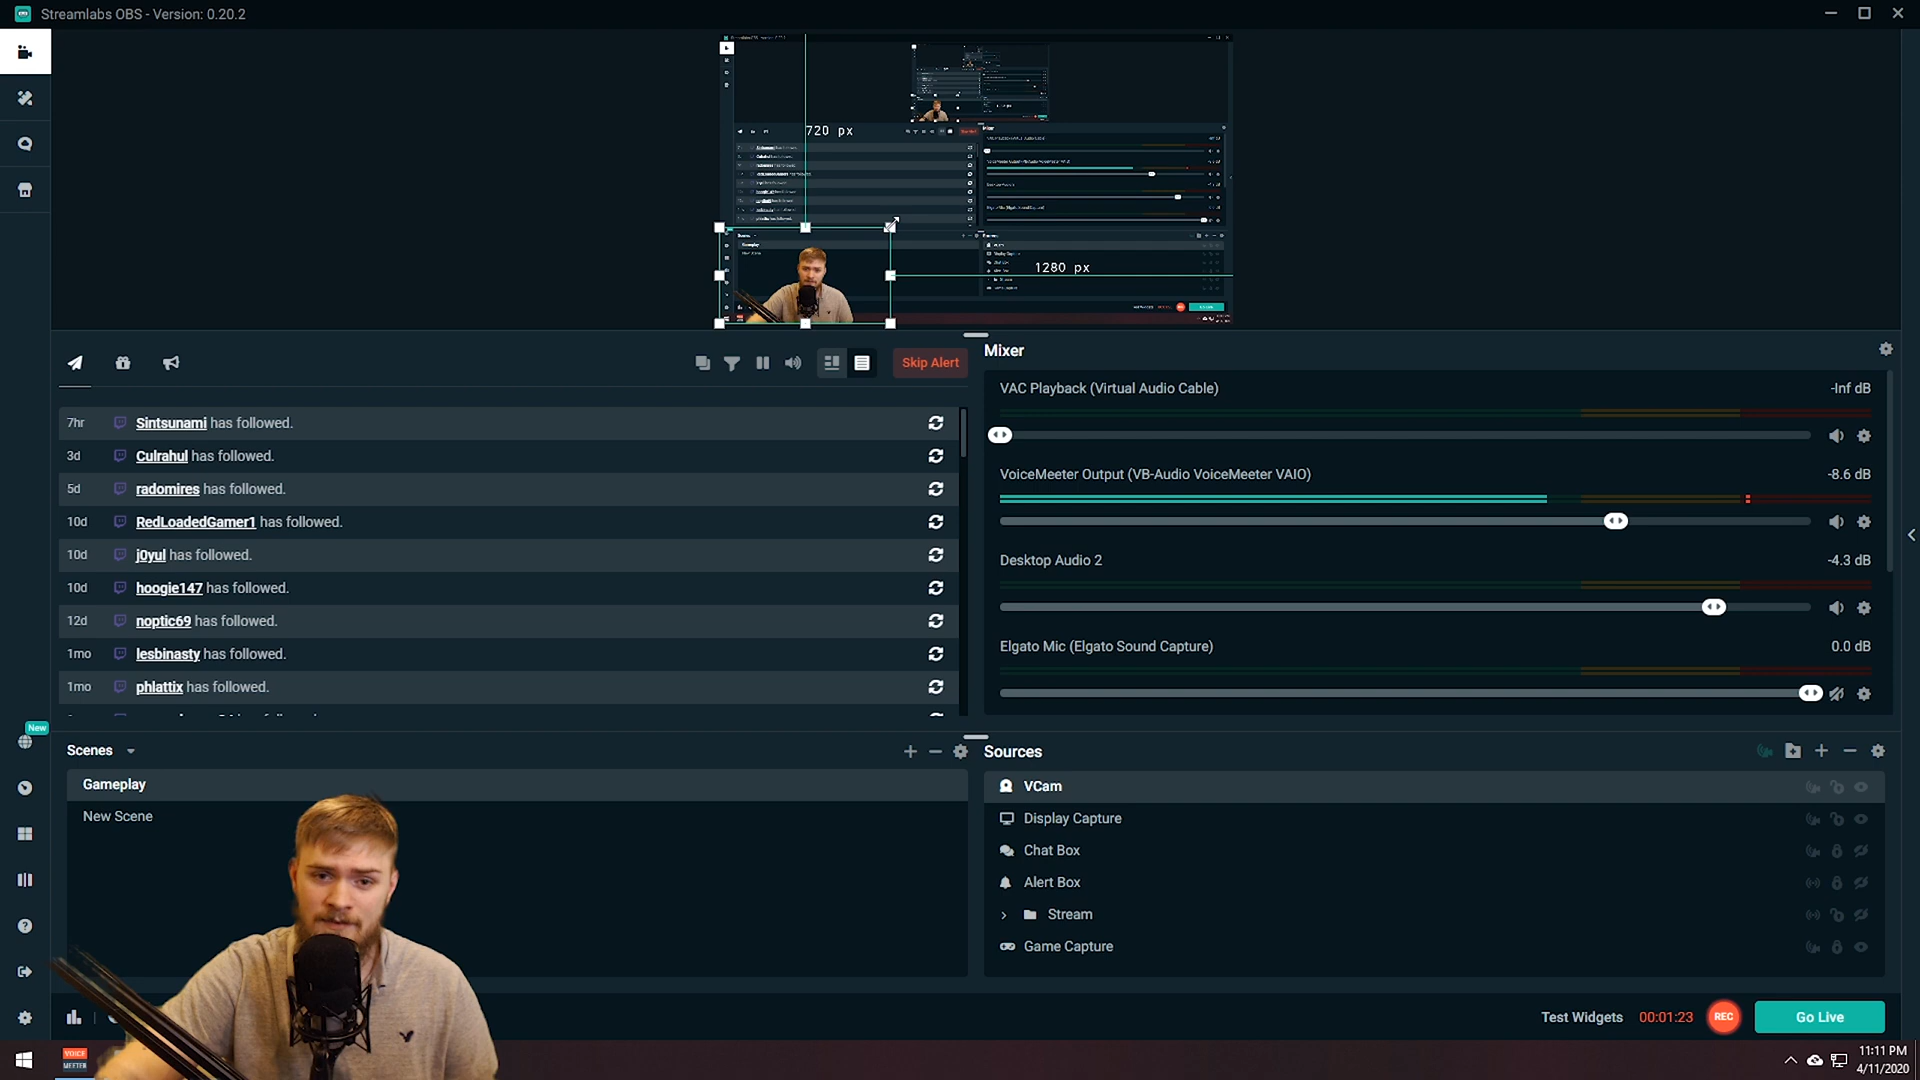 Streamlabs OBS - Version: 0.20.2
720 px
1280 px
Skip Alert
7hr Sintsunami has followed.
3d Culrahul has followed.
5d radomires has followed.
10d RedLoadedGamer1 has followed.
10d j0yul has followed.
10d hoogie147 has followed.
12d noptic69 has followed.
1mo lesbinasty has followed.
1mo phlattix has followed.
Mixer
VAC Playback (Virtual Audio Cable) -Inf dB
VoiceMeeter Output (VB-Audio VoiceMeeter VAIO) -8.6 dB
Desktop Audio 2 -4.3 dB
Elgato Mic (Elgato Sound Capture) 0.0 dB
New
Scenes
Gameplay
New Scene
Sources
VCam
Display Capture
Chat Box
Alert Box
Stream
Game Capture
Test Widgets 00:01:23 REC Go Live
VOICE
MEETER
11:11 PM
4/11/2020